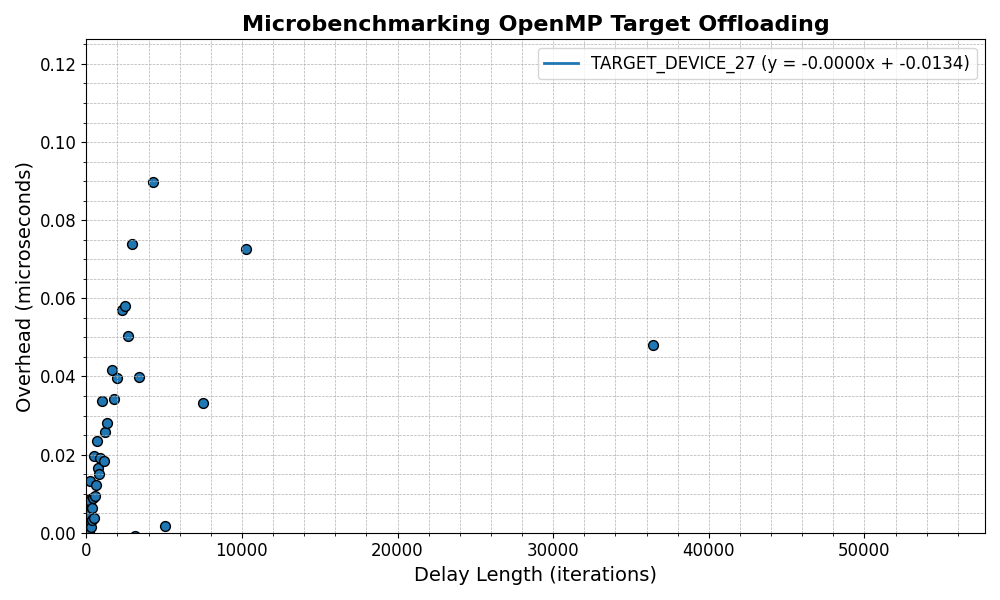 Microbenchmarking OpenMP Target Offloading
TARGET_DEVICE_27 (y = -0.0000x + -0.0134)
Overhead (microseconds)
0.12
0.10
0.08
0.06
0.04
0.02
0.00
0 10000 20000 30000 40000 50000
Delay Length (iterations)